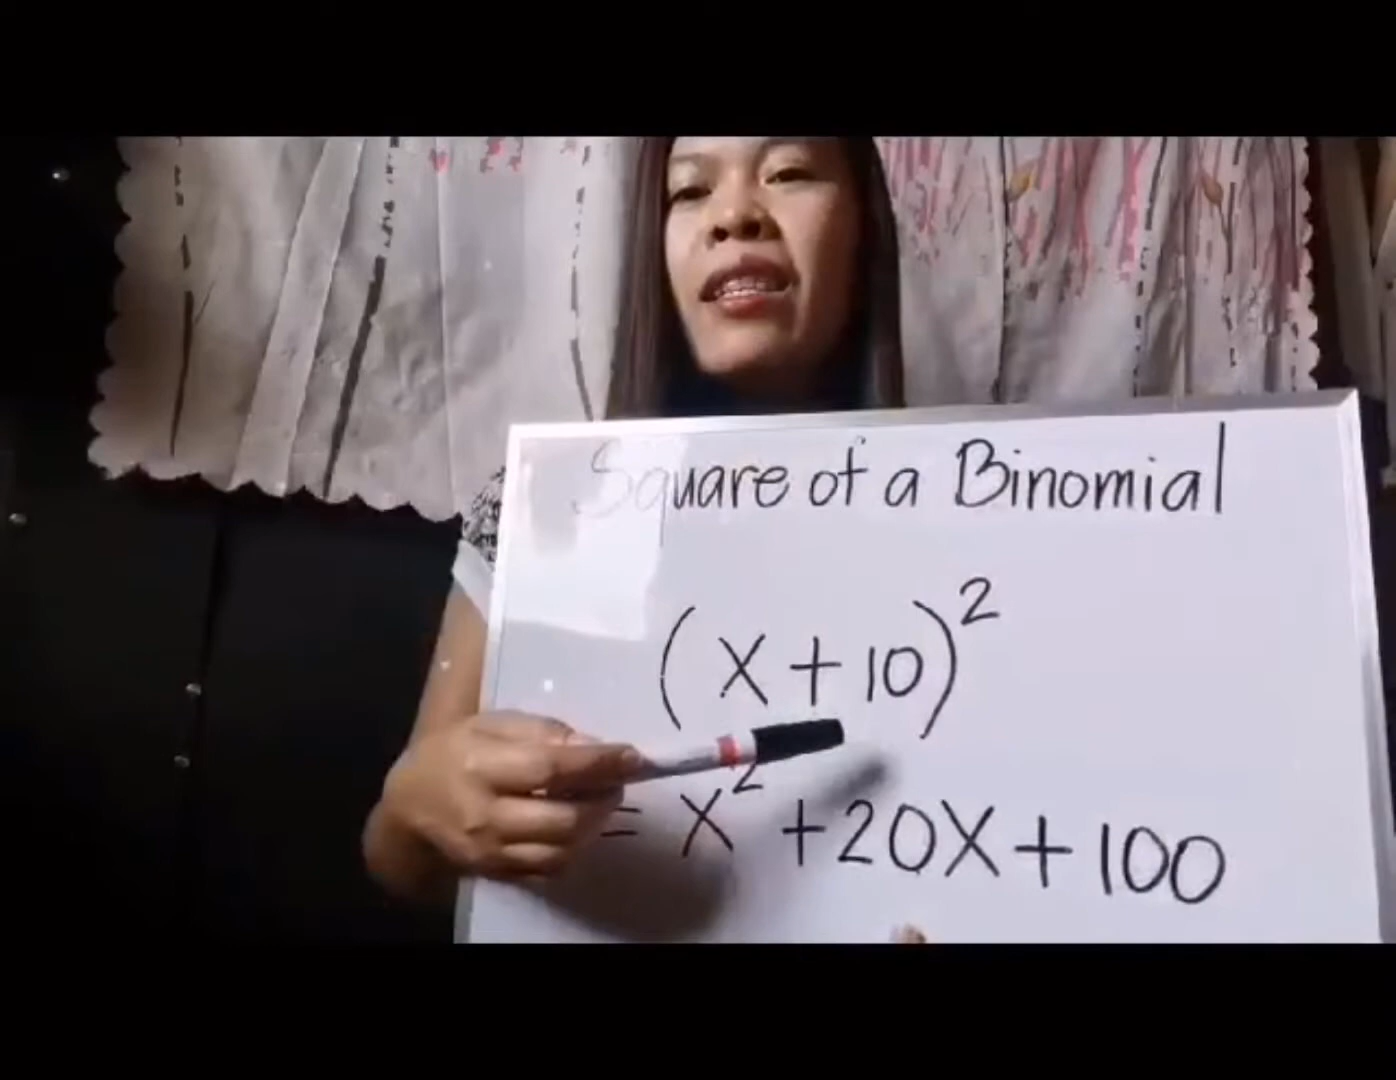 Square of a Binomial
(x+10)²
= x² +20x+100